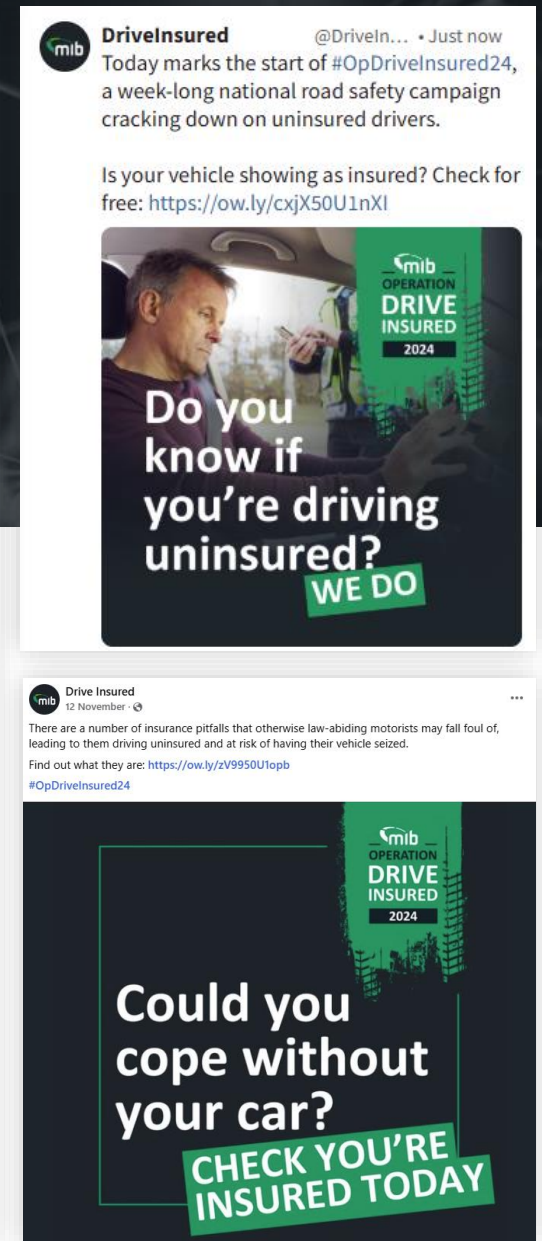 mib
DriveInsured @DriveIn... • Just now
Today marks the start of #OpDriveInsured24,
a week-long national road safety campaign
cracking down on uninsured drivers.
Is your vehicle showing as insured? Check for
free: https://ow.ly/cxjX50U1nXI
mib
OPERATION
DRIVE
INSURED
2024
Do you
know if
you're driving
uninsured?
WE DO
mib
Drive Insured
12 November ·
There are a number of insurance pitfalls that otherwise law-abiding motorists may fall foul of,
leading to them driving uninsured and at risk of having their vehicle seized.
Find out what they are: https://ow.ly/zV9950U1opb
#OpDriveInsured24
mib
OPERATION
DRIVE
INSURED
2024
Could you
cope without
your car?
CHECK YOU'RE
INSURED TODAY